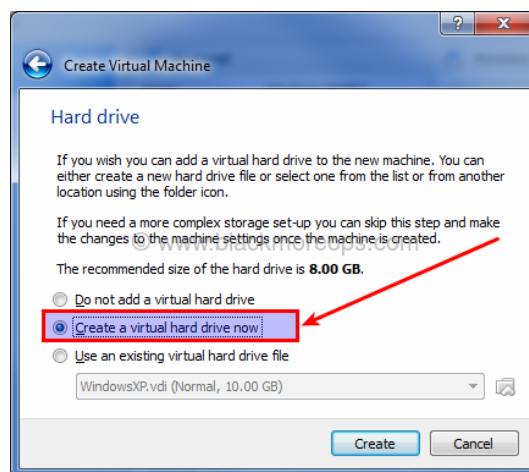 Create Virtual Machine
Hard drive
If you wish you can add a virtual hard drive to the new machine. You can
either create a new hard drive file or select one from the list or from another
location using the folder icon.
If you need a more complex storage set-up you can skip this step and make
the changes to the machine settings once the machine is created.
© www.blackmoreops.com
The recommended size of the hard drive is 8.00 GB.
Do not add a virtual hard drive
Create a virtual hard drive now
Use an existing virtual hard drive file
WindowsXP.vdi (Normal, 10.00 GB)
Create
Cancel